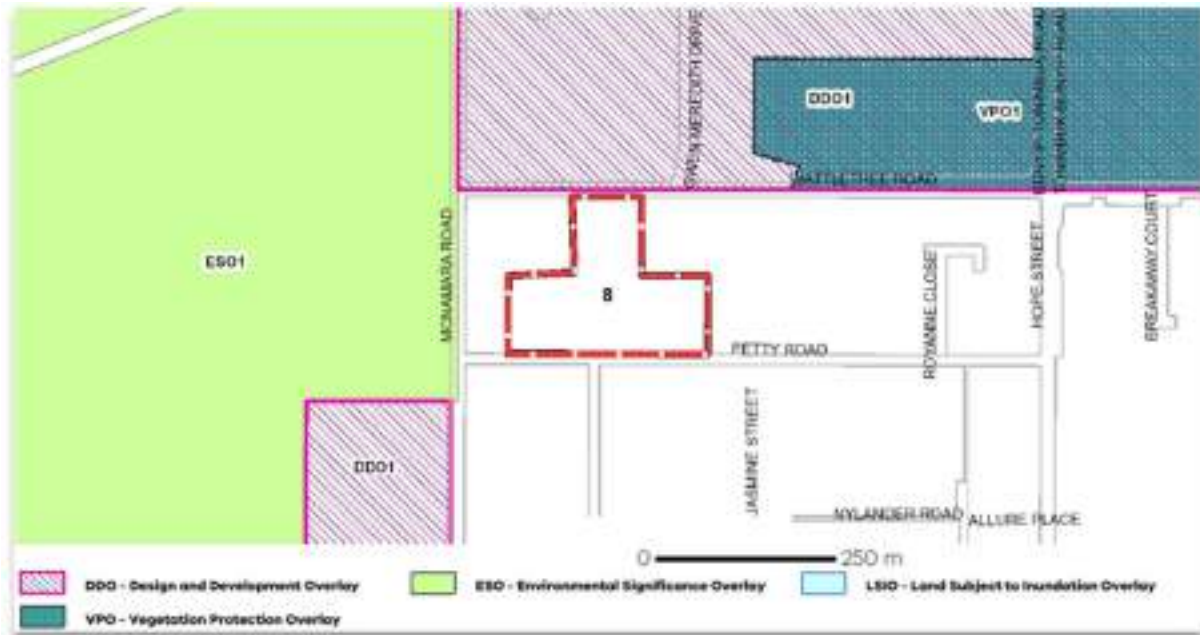 GWEN MEREDITH DRIVE
DDO1
VPO1
WATTLETREE ROAD
ESO1
MCNAMARA ROAD
8
ROYANNE CLOSE
HOPE STREET
BREAKAWAY COURT
PETTY ROAD
JASMINE STREET
DDO1
NYLANDER ROAD
ALLURE PLACE
0 250 m
DDO - Design and Development Overlay
ESO - Environmental Significance Overlay
LSIO - Land Subject to Inundation Overlay
VPO - Vegetation Protection Overlay